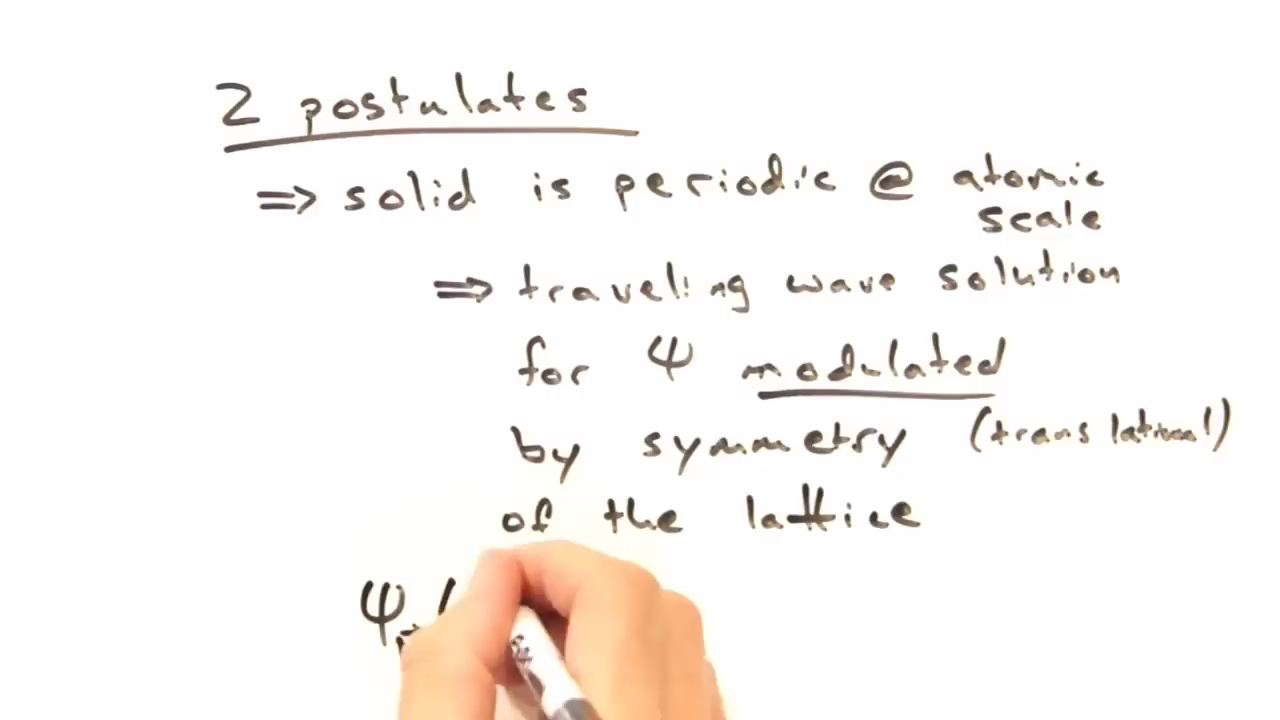 2 postulates
⇒ solid is periodic @ atomic
scale
⇒ traveling wave solution
for Ψ modulated
by symmetry (translational)
of the lattice
Ψ (